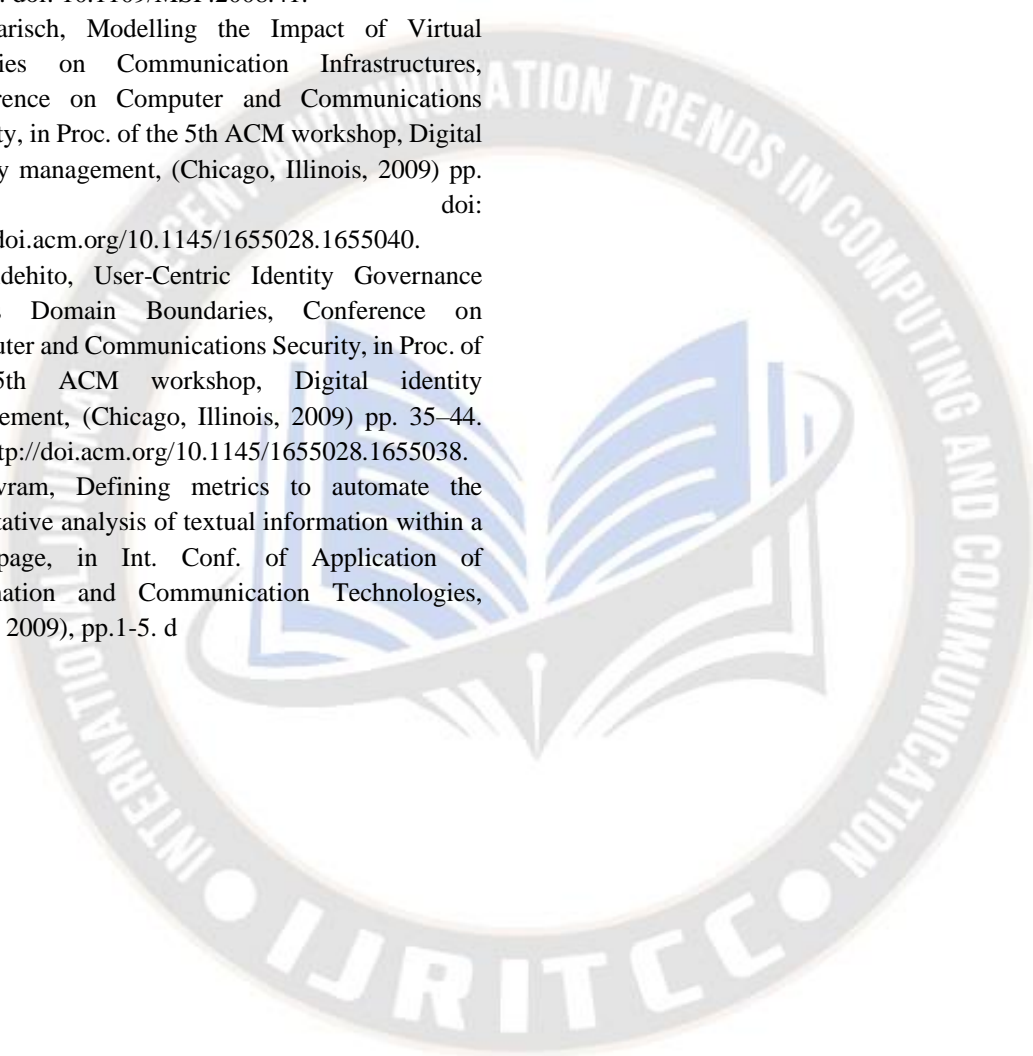 . doi: 10.1109/MSP.2008.41.
arisch, Modelling the Impact of Virtual
ies on Communication Infrastructures,
rence on Computer and Communications
ty, in Proc. of the 5th ACM workshop, Digital
y management, (Chicago, Illinois, 2009) pp.
doi:
doi.acm.org/10.1145/1655028.1655040.
dehito, User-Centric Identity Governance
s Domain Boundaries, Conference on
uter and Communications Security, in Proc. of
5th ACM workshop, Digital identity
ement, (Chicago, Illinois, 2009) pp. 35–44.
tp://doi.acm.org/10.1145/1655028.1655038.
vram, Defining metrics to automate the
tative analysis of textual information within a
page, in Int. Conf. of Application of
ation and Communication Technologies,
2009), pp.1-5. d
INTERNATIONAL JOURNAL ON RECENT AND INNOVATION TRENDS IN COMPUTING AND COMMUNICATION
IJRITCC